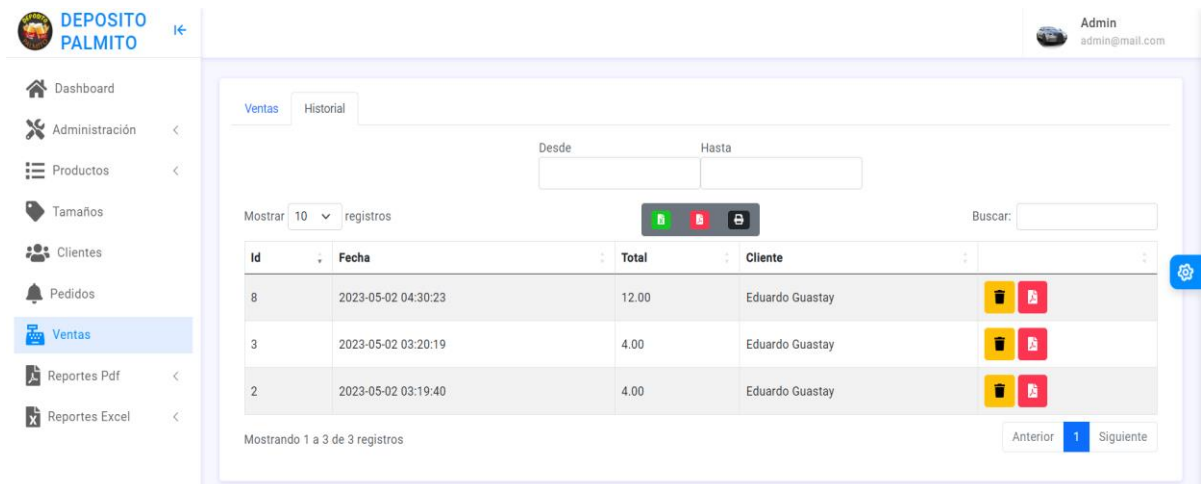 DEPOSITO
PALMITO
Admin
admin@mail.com
Dashboard
Administración
Productos
Tamaños
Clientes
Pedidos
Ventas
Reportes Pdf
Reportes Excel
Ventas Historial
Desde Hasta
Mostrar 10 registros Buscar:
Id Fecha Total Cliente
8 2023-05-02 04:30:23 12.00 Eduardo Guastay
3 2023-05-02 03:20:19 4.00 Eduardo Guastay
2 2023-05-02 03:19:40 4.00 Eduardo Guastay
Mostrando 1 a 3 de 3 registros Anterior 1 Siguiente